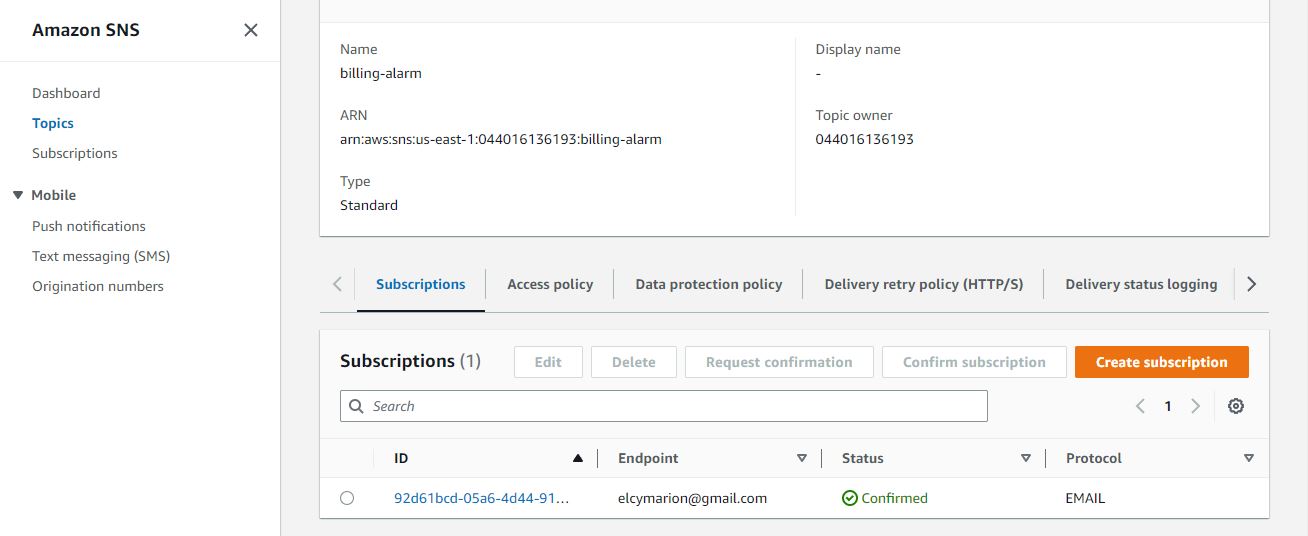 Amazon SNS
Dashboard
Topics
Subscriptions
Mobile
Push notifications
Text messaging (SMS)
Origination numbers
Name
billing-alarm
Display name
-
ARN
arn:aws:sns:us-east-1:044016136193:billing-alarm
Topic owner
044016136193
Type
Standard
Subscriptions Access policy Data protection policy Delivery retry policy (HTTP/S) Delivery status logging
Subscriptions (1) Edit Delete Request confirmation Confirm subscription Create subscription
Search 1
ID Endpoint Status Protocol
92d61bcd-05a6-4d44-91... elcymarion@gmail.com Confirmed EMAIL